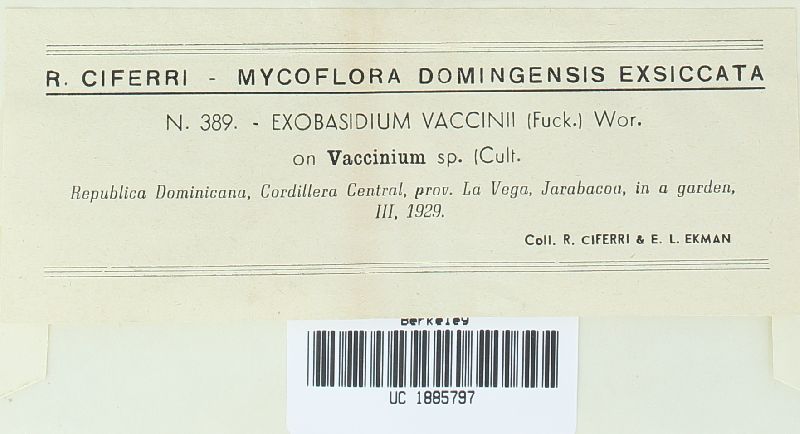 R. CIFERRI - MYCOFLORA DOMINGENSIS EXSICCATA
N. 389. - EXOBASIDIUM VACCINII (Fuck.) Wor.
on Vaccinium sp. (Cult.
Republica Dominicana, Cordillera Central, prov. La Vega, Jarabacoa, in a garden,
III, 1929.
Coll. R. CIFERRI & E. L. EKMAN
Berkeley
UC 1885797